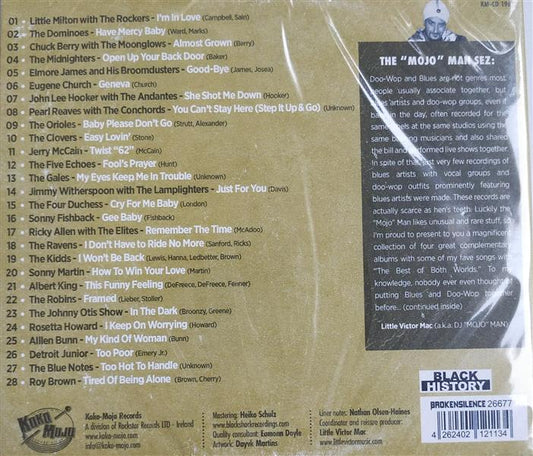 KM-CD 196
01 Little Milton with The Rockers - I'm In Love (Campbell, Sain)
02 The Dominoes - Have Mercy Baby (Ward, Marks)
03 Chuck Berry with The Moonglows - Almost Grown (Berry)
04 The Midnighters - Open Up Your Back Door (Baker)
05 Elmore James and His Broomdusters - Good-Bye (James, Josea)
06 Eugene Church - Geneva (Church)
07 John Lee Hooker with The Andantes - She Shot Me Down (Hooker)
08 Pearl Reaves with The Conchords - You Can't Stay Here (Step It Up & Go) (Unknown)
09 The Orioles - Baby Please Don't Go (Strutt, Alexander)
10 The Clovers - Easy Lovin' (Stone)
11 Jerry McCain - Twist "62" (McCain)
12 The Five Echoes - Fool's Prayer (Hunt)
13 The Gales - My Eyes Keep Me In Trouble (Unknown)
14 Jimmy Witherspoon with The Lamplighters - Just For You (Davis)
15 The Four Duchess - Cry For Me Baby (London)
16 Sonny Fishback - Gee Baby (Fishback)
17 Ricky Allen with The Elites - Remember The Time (McAdoo)
18 The Ravens - I Don't Have to Ride No More (Sanford, Ricks)
19 The Kidds - I Won't Be Back (Lewis, Hanna, Ledbetter, Brown)
20 Sonny Martin - How To Win Your Love (Martin)
21 Albert King - This Funny Feeling (DeFreece, DeFreece, Fenner)
22 The Robins - Framed (Lieber, Stoller)
23 The Johnny Otis Show - In The Dark (Broonzy, Greene)
24 Rosetta Howard - I Keep On Worrying (Howard)
25 Alllen Bunn - My Kind Of Woman (Bunn)
26 Detroit Junior - Too Poor (Emery Jr.)
27 The Blue Notes - Too Hot To Handle (Unknown)
28 Roy Brown - Tired Of Being Alone (Brown, Cherry)
THE "MOJO" MAN SEZ:
Doo-Wop and Blues are not genres most
people usually associate together, but
blues artists and doo-wop groups, even if
back in the day, often recorded for the
same labels at the same studios using the
same backing musicians and also shared
the bill and performed live shows together.
In spite of that, just very few recordings of
blues artists with vocal groups and
doo-wop outfits prominently featuring
blues artists were made. These records are
actually scarce as hen's teeth! Luckily the
"Mojo" Man likes unusual and rare stuff, so
I'm proud to present to you a magnificent
collection of four great complementary
albums with some of my fave songs with
"The Best of Both Worlds." To my
knowledge, nobody ever even thought of
putting Blues and Doo-Wop together
before... (continued inside)
Little Victor Mac (a.k.a. DJ "MOJO" MAN)
BLACK
HISTORY
BROKENSILENCE 26677
4 262402 121134
Koko
Mojo
Koko-Mojo Records
A division of Rockstar Records LTD - Ireland
www.koko-mojo.com
info@koko-mojo.com
Mastering: Heiko Scholz
www.blacksharkrecordings.com
Quality consultant: Eamonn Doyle
Artwork: Dayvk Martins
Liner notes: Nathan Olsen-Haines
Coordinator and reissue producer:
Little Victor Mac
www.littlevictormusic.com